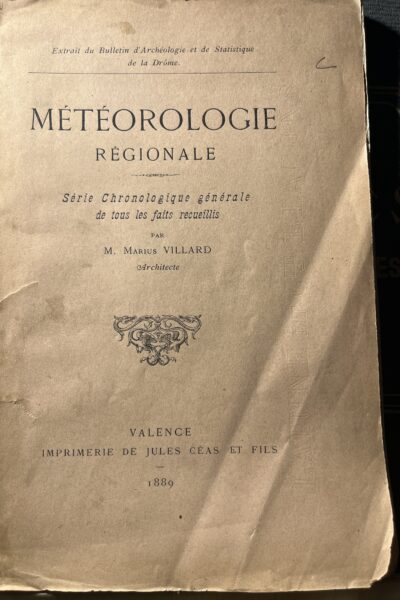 Extrait du Bulletin d'Archéologie et de Statistique
de la Drôme.
MÉTÉOROLOGIE
RÉGIONALE
Série Chronologique générale
de tous les faits recueillis
PAR
M. Marius VILLARD
Architecte
VALENCE
IMPRIMERIE DE JULES CÉAS ET FILS
1889